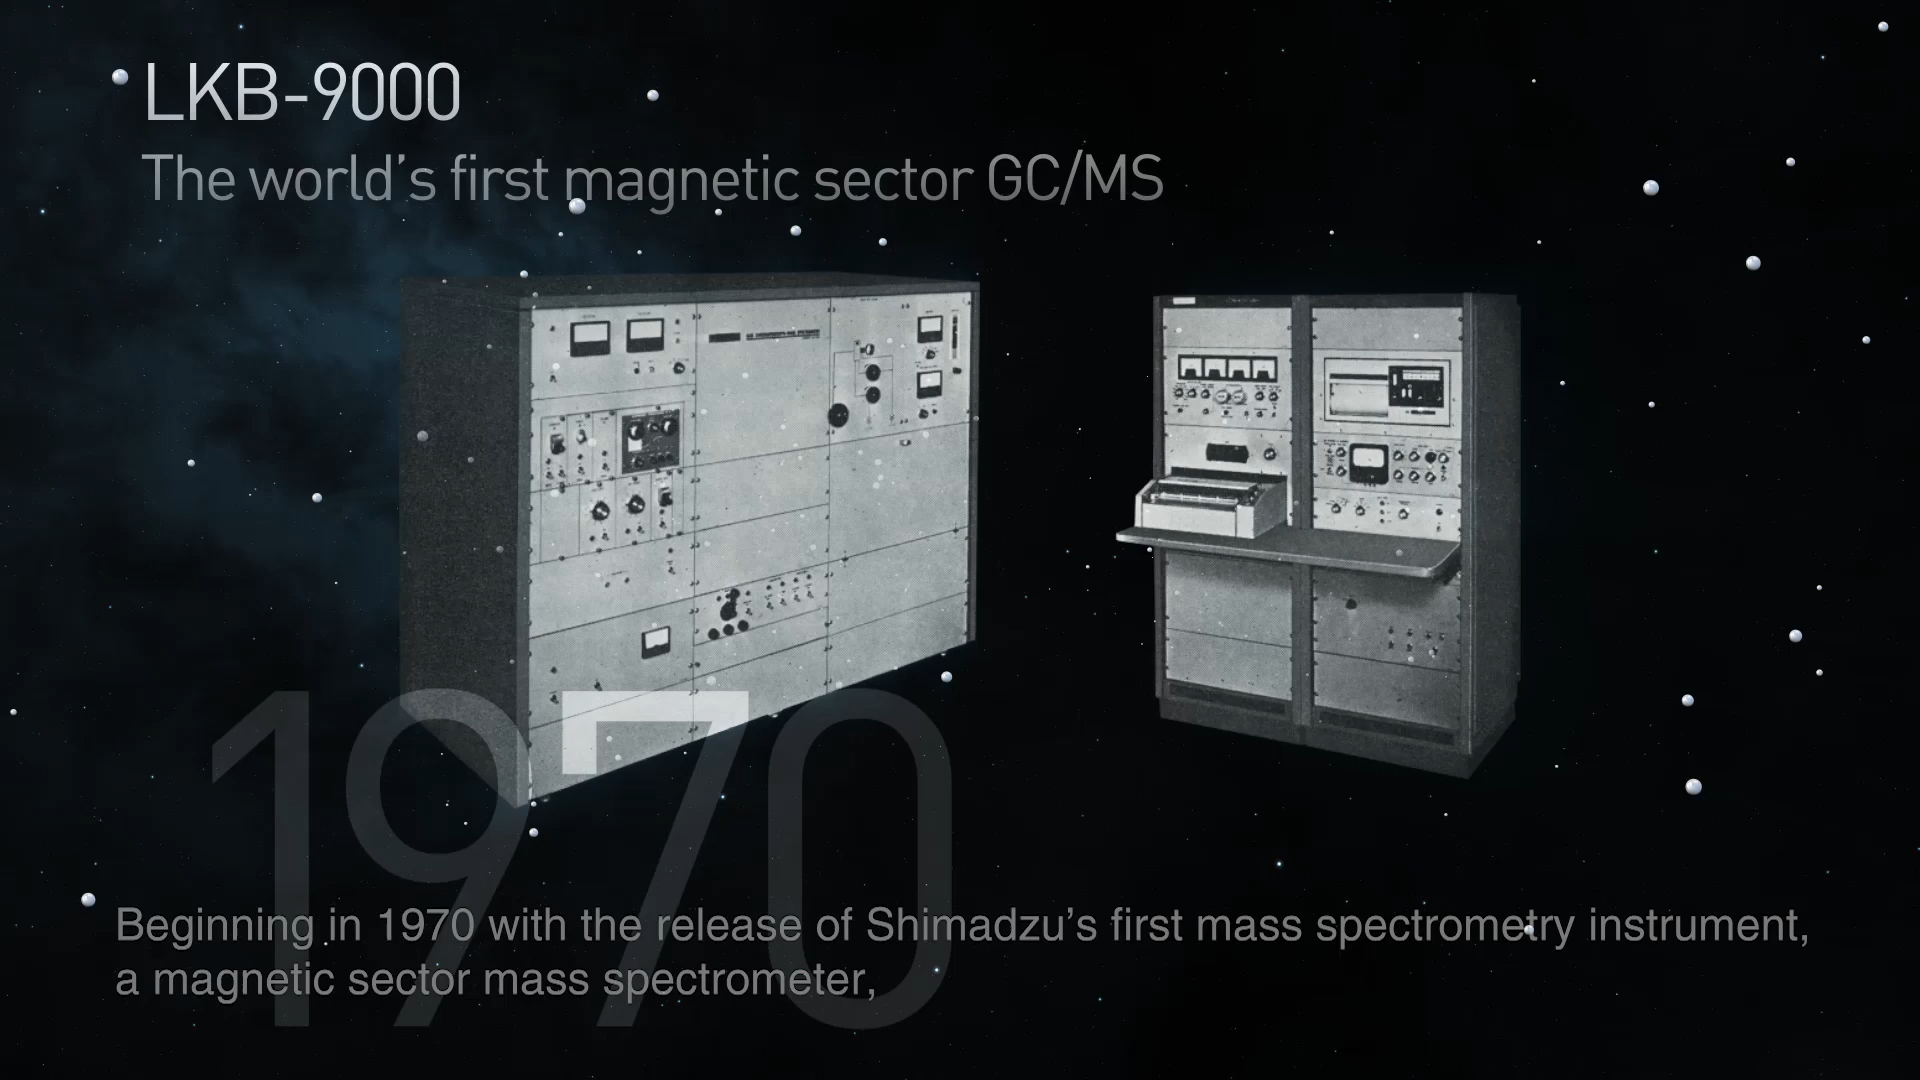 LKB-9000
The world’s first magnetic sector GC/MS
1970
Beginning in 1970 with the release of Shimadzu’s first mass spectrometry instrument,
a magnetic sector mass spectrometer,